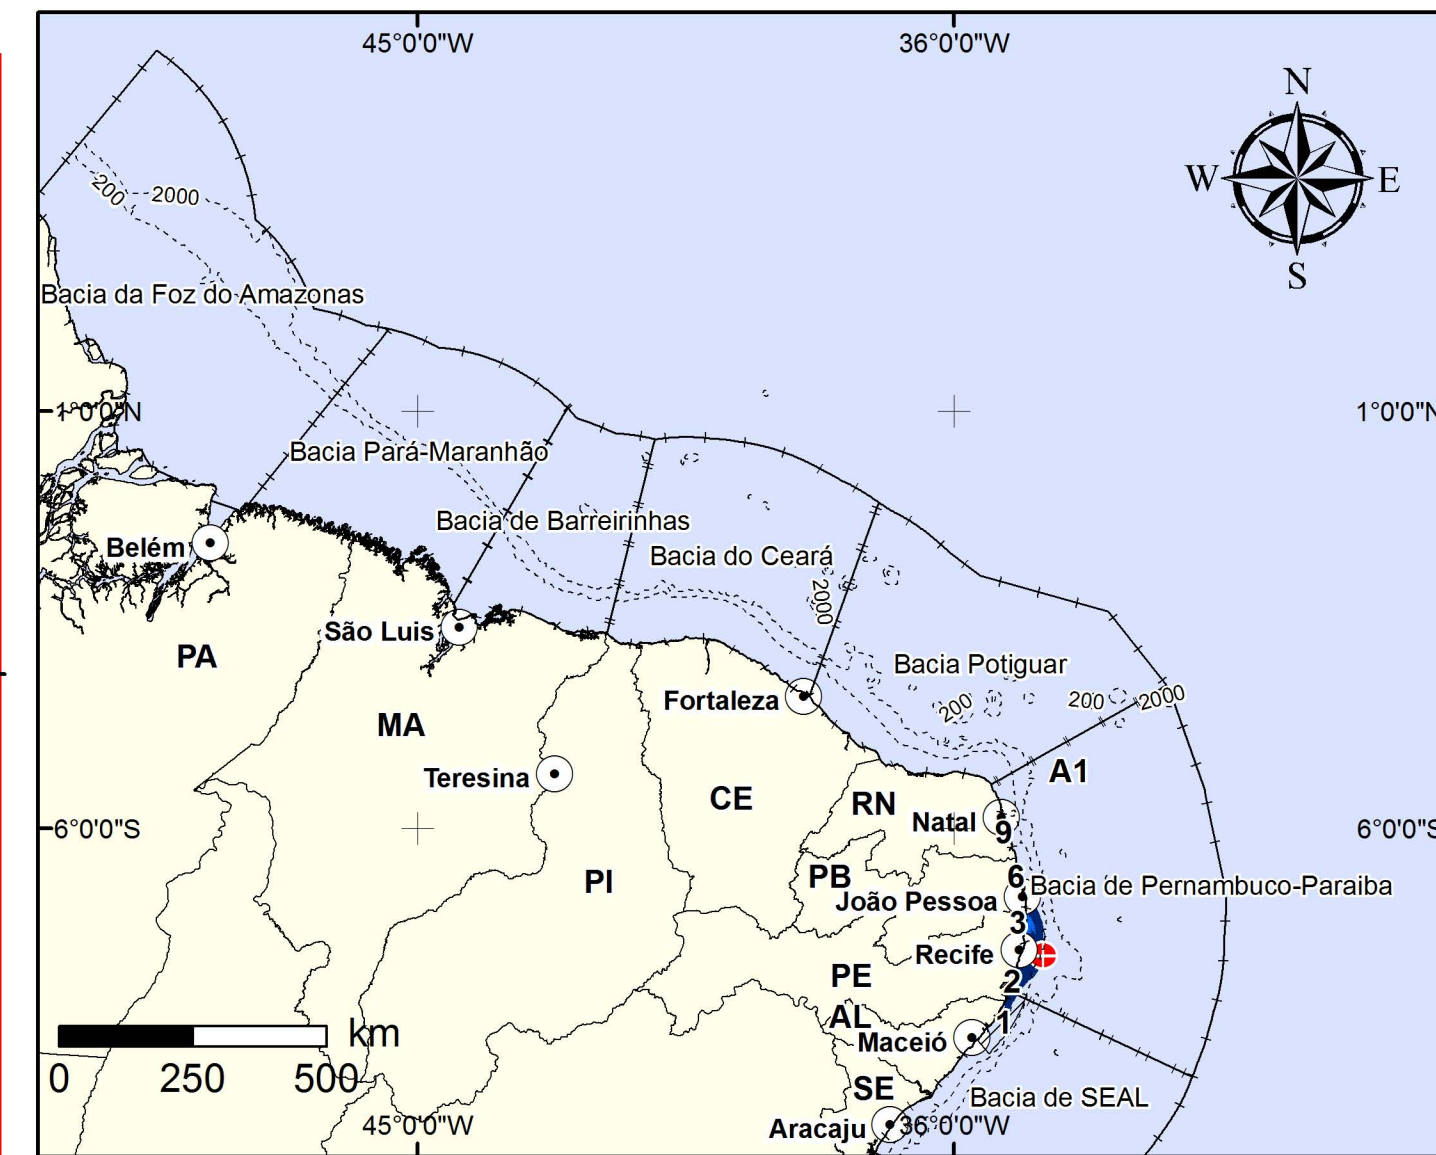 45°0'0"W
36°0'0"W
N
W
E
S
200
2000
Bacia da Foz do Amazonas
1°0'0"N
1°0'0"N
Bacia Pará-Maranhão
Bacia de Barreirinhas
Belém
Bacia do Ceará
2000
São Luis
PA
Bacia Potiguar
Fortaleza
200
200
2000
MA
Teresina
A1
CE
RN
Natal
9
6°0'0"S
6°0'0"S
PI
PB
6
Bacia de Pernambuco-Paraiba
João Pessoa
3
Recife
PE
2
AL
1
km
Maceió
0
250
500
SE
Bacia de SEAL
45°0'0"W
Aracaju
36°0'0"W